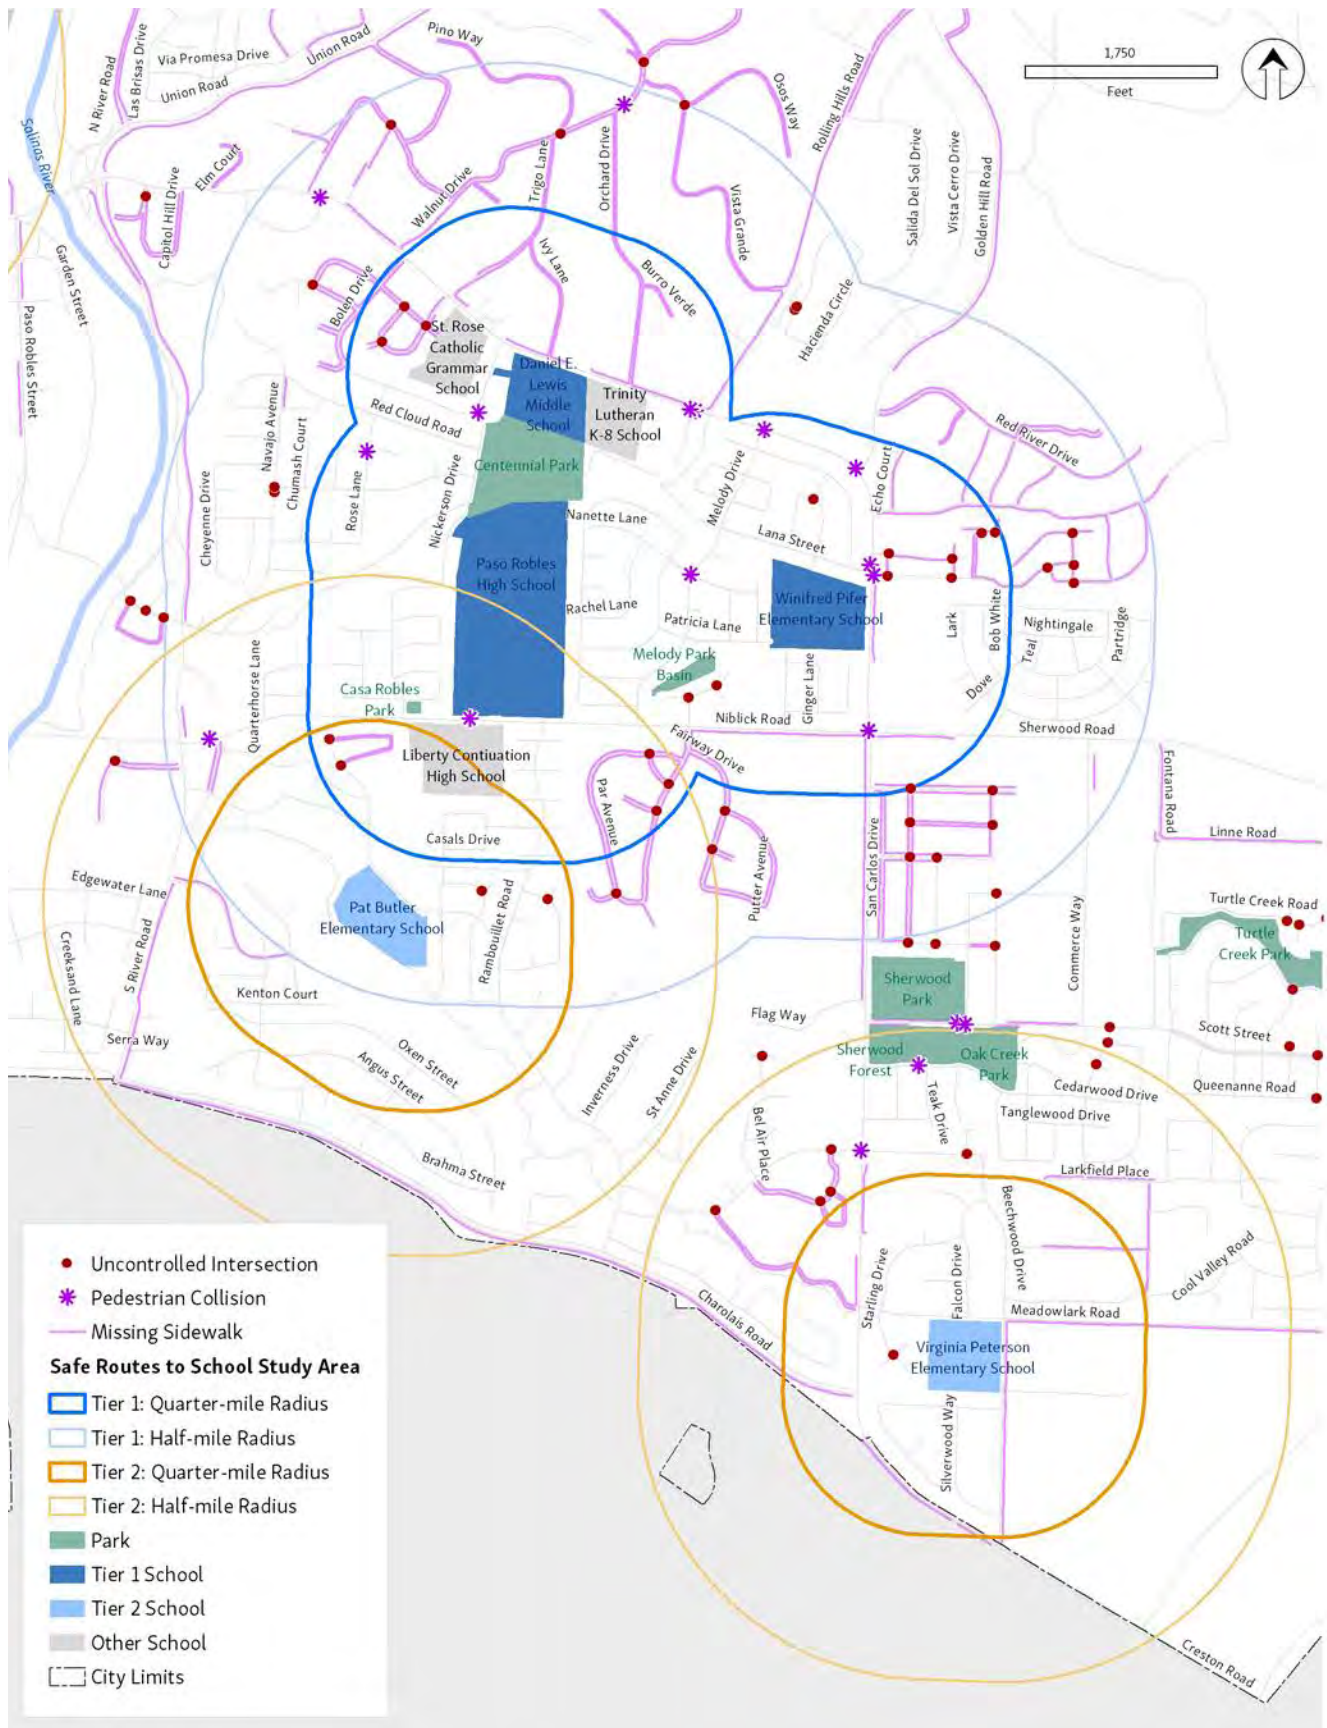 Pino Way
1,750
Feet
Union Road
Via Promesa Drive
Las Brisas Drive
N River Road
Union Road
Osos Way
Rolling Hills Road
Salinas River
Elm Court
Capitol Hill Drive
Walnut Drive
Trigo Lane
Orchard Drive
Vista Grande
Salida Del Sol Drive
Vista Cerro Drive
Golden Hill Road
Garden Street
Ivy Lane
Burro Verde
Bolen Drive
Hacienda Circle
Paso Robles Street
St. Rose
Catholic
Grammar
School
Daniel E.
Lewis
Middle
School
Trinity
Lutheran
K-8 School
Red Cloud Road
Navajo Avenue
Chumash Court
Rose Lane
Cheyenne Drive
Nickerson Drive
Centennial Park
Melody Drive
Echo Court
Red River Drive
Nanette Lane
Lana Street
Paso Robles
High School
Rachel Lane
Patricia Lane
Winifred Pifer
Elementary School
Lark
Bob White
Teal
Nightingale
Partridge
Dove
Melody Park
Basin
Ginger Lane
Quarterhorse Lane
Casa Robles
Park
Niblick Road
Sherwood Road
Fairway Drive
Liberty Contiuation
High School
Par Avenue
Putter Avenue
San Carlos Drive
Fontana Road
Linne Road
Casals Drive
Edgewater Lane
Pat Butler
Elementary School
Rambouillet Road
Turtle Creek Road
Turtle
Creek Park
Commerce Way
Creeksand Lane
S River Road
Kenton Court
Sherwood
Park
Flag Way
Scott Street
Serra Way
Oxen Street
Angus Street
Inverness Drive
St Anne Drive
Sherwood
Forest
Oak Creek
Park
Cedarwood Drive
Queenanne Road
Tanglewood Drive
Teak Drive
Bel Air Place
Brahma Street
Larkfield Place
Beechwood Drive
Cool Valley Road
Starling Drive
Falcon Drive
Charolais Road
Meadowlark Road
Virginia Peterson
Elementary School
Silverwood Way
Creston Road
Uncontrolled Intersection
Pedestrian Collision
Missing Sidewalk
Safe Routes to School Study Area
Tier 1: Quarter-mile Radius
Tier 1: Half-mile Radius
Tier 2: Quarter-mile Radius
Tier 2: Half-mile Radius
Park
Tier 1 School
Tier 2 School
Other School
City Limits